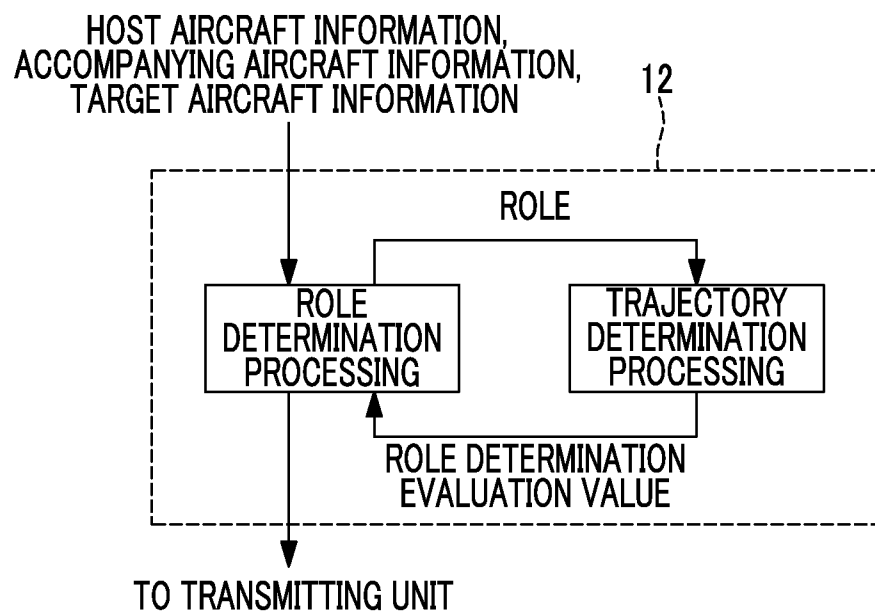 HOST AIRCRAFT INFORMATION,
ACCOMPANYING AIRCRAFT INFORMATION,
TARGET AIRCRAFT INFORMATION
12
ROLE
ROLE
DETERMINATION
PROCESSING
TRAJECTORY
DETERMINATION
PROCESSING
ROLE DETERMINATION
EVALUATION VALUE
TO TRANSMITTING UNIT